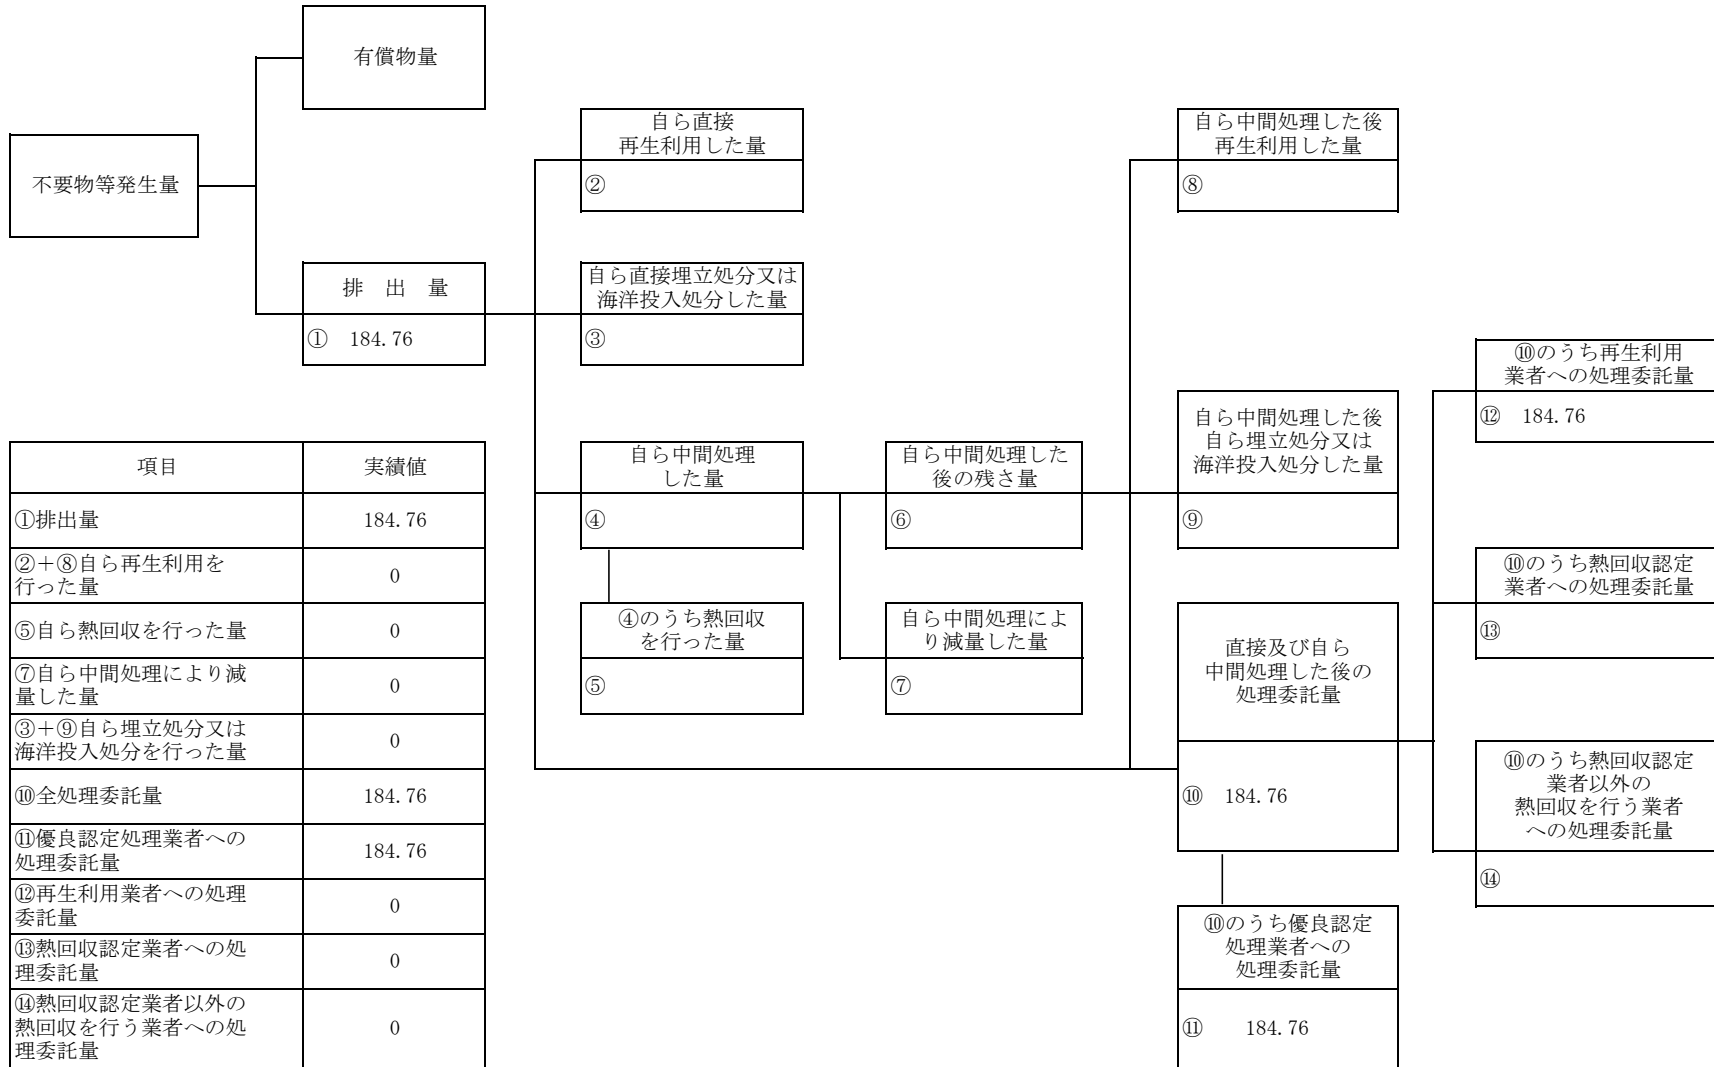 有償物量
不要物等発生量
排　出　量
①　184.76
自ら直接
再生利用した量
②
自ら直接埋立処分又は
海洋投入処分した量
③
自ら中間処理
した量
④
④のうち熱回収
を行った量
⑤
自ら中間処理した
後の残さ量
⑥
自ら中間処理によ
り減量した量
⑦
自ら中間処理した後
再生利用した量
⑧
自ら中間処理した後
自ら埋立処分又は
海洋投入処分した量
⑨
直接及び自ら
中間処理した後の
処理委託量
⑩　184.76
⑩のうち優良認定
処理業者への
処理委託量
⑪　184.76
⑩のうち再生利用
業者への処理委託量
⑫　184.76
⑩のうち熱回収認定
業者への処理委託量
⑬
⑩のうち熱回収認定
業者以外の
熱回収を行う業者
への処理委託量
⑭
項目　実績値
①排出量　184.76
②＋⑧自ら再生利用を
行った量　0
⑤自ら熱回収を行った量　0
⑦自ら中間処理により減
量した量　0
③＋⑨自ら埋立処分又は
海洋投入処分を行った量　0
⑩全処理委託量　184.76
⑪優良認定処理業者への
処理委託量　184.76
⑫再生利用業者への処理
委託量　0
⑬熱回収認定業者への処
理委託量　0
⑭熱回収認定業者以外の
熱回収を行う業者への処
理委託量　0